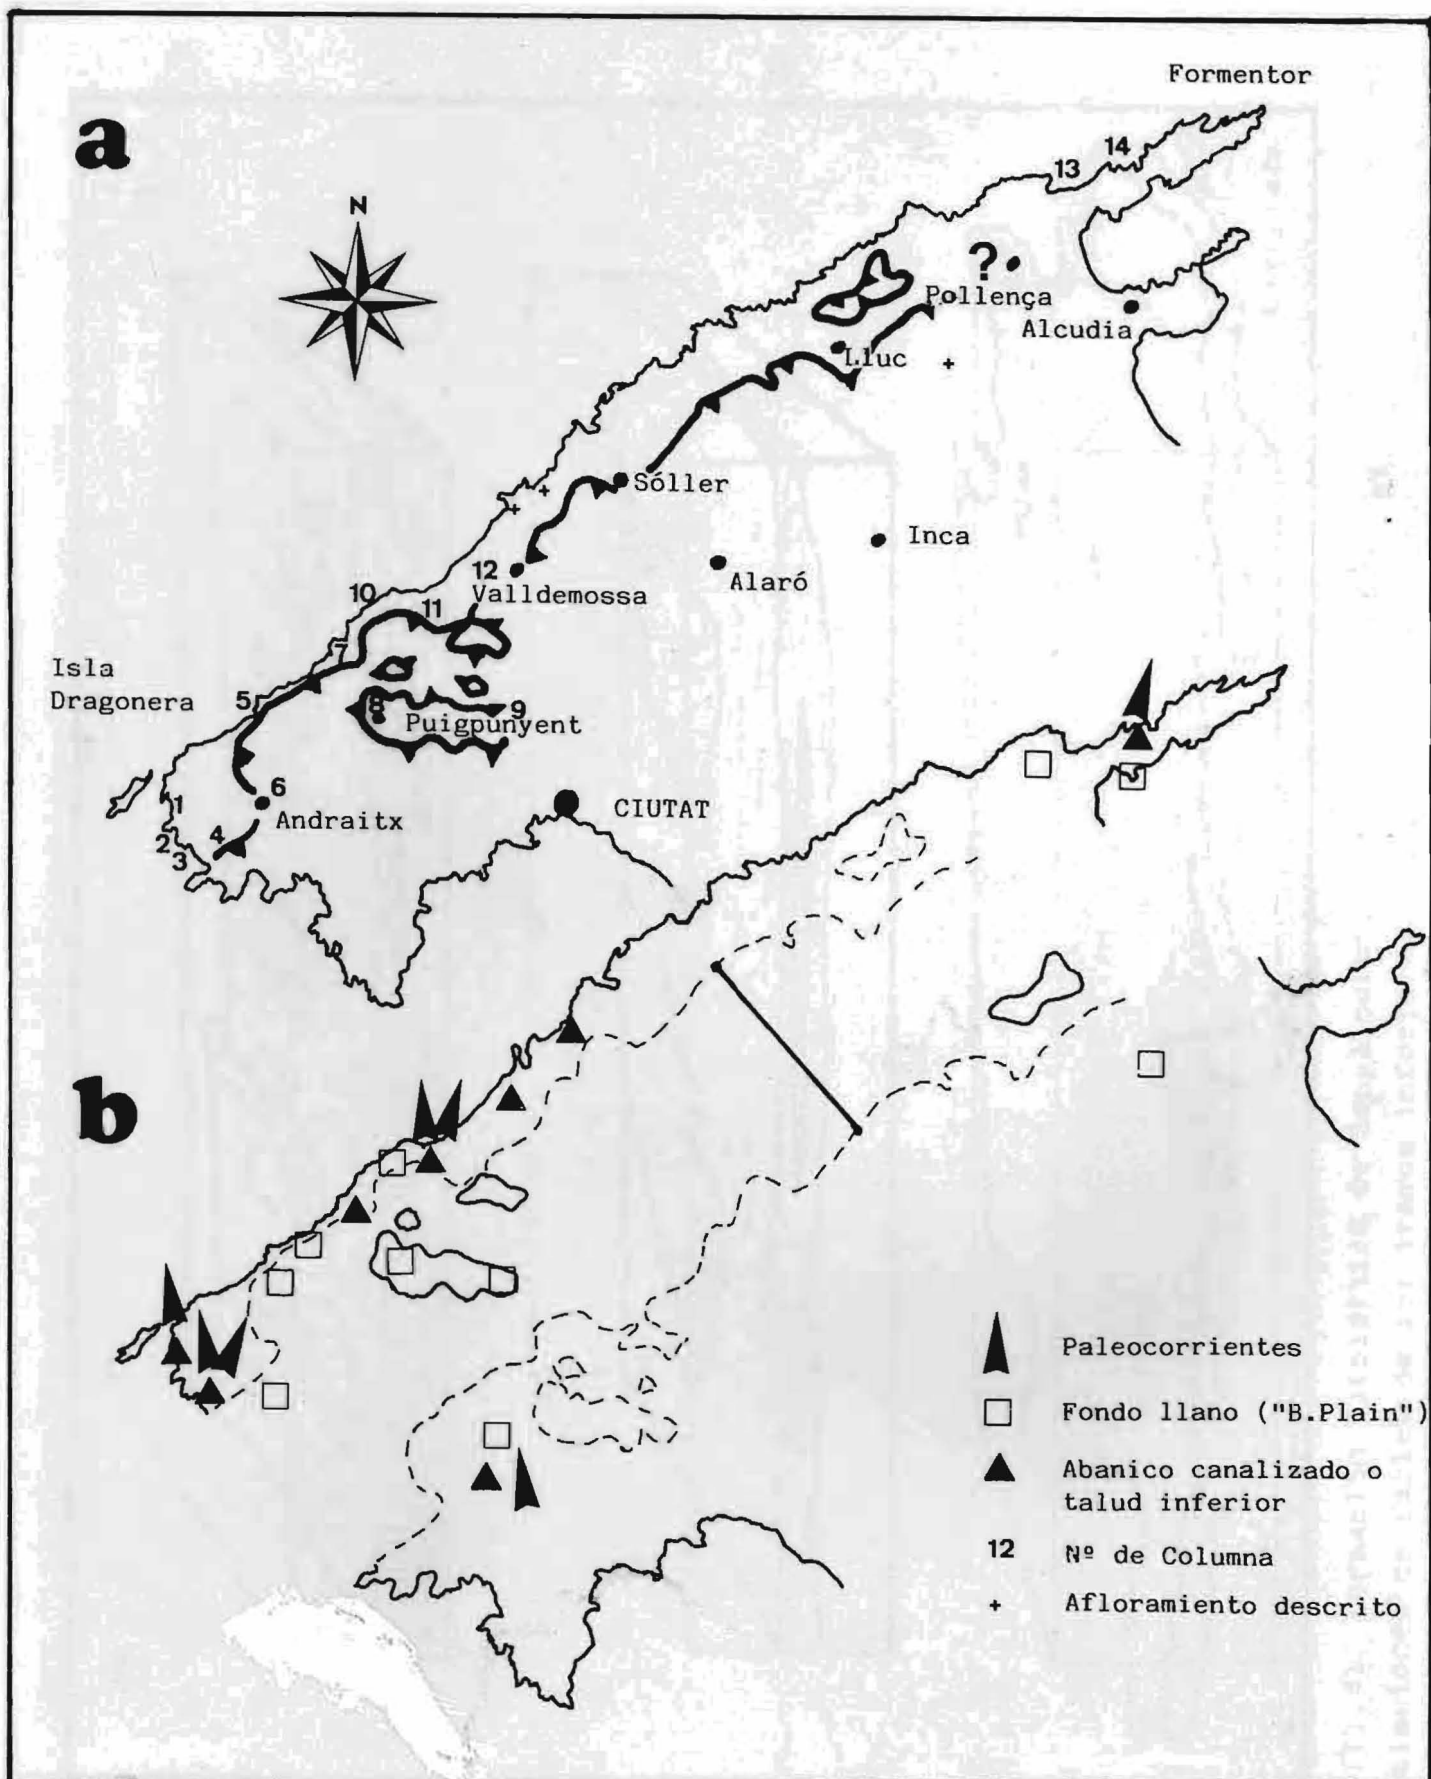 Formentor
a
N
13
14
?
Pollença
Alcudia
Lluc
+
Sóller
+
+
Inca
12
Alaró
Valldemossa
10
11
7
Isla
Dragonera
5
8
9
Puigpunyent
6
1
CIUTAT
Andraitx
4
2
3
b
Paleocorrientes
Fondo llano ("B.Plain")
Abanico canalizado o
talud inferior
12 Nº de Columna
+ Afloramiento descrito